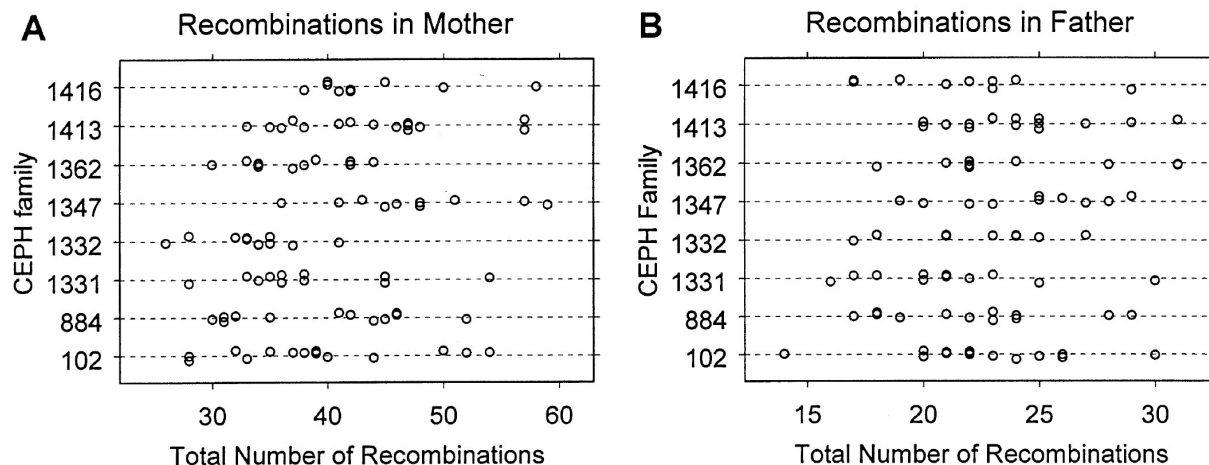 A
Recombinations in Mother
CEPH family
1416
1413
1362
1347
1332
1331
884
102
30 40 50 60
Total Number of Recombinations
B
Recombinations in Father
CEPH Family
1416
1413
1362
1347
1332
1331
884
102
15 20 25 30
Total Number of Recombinations